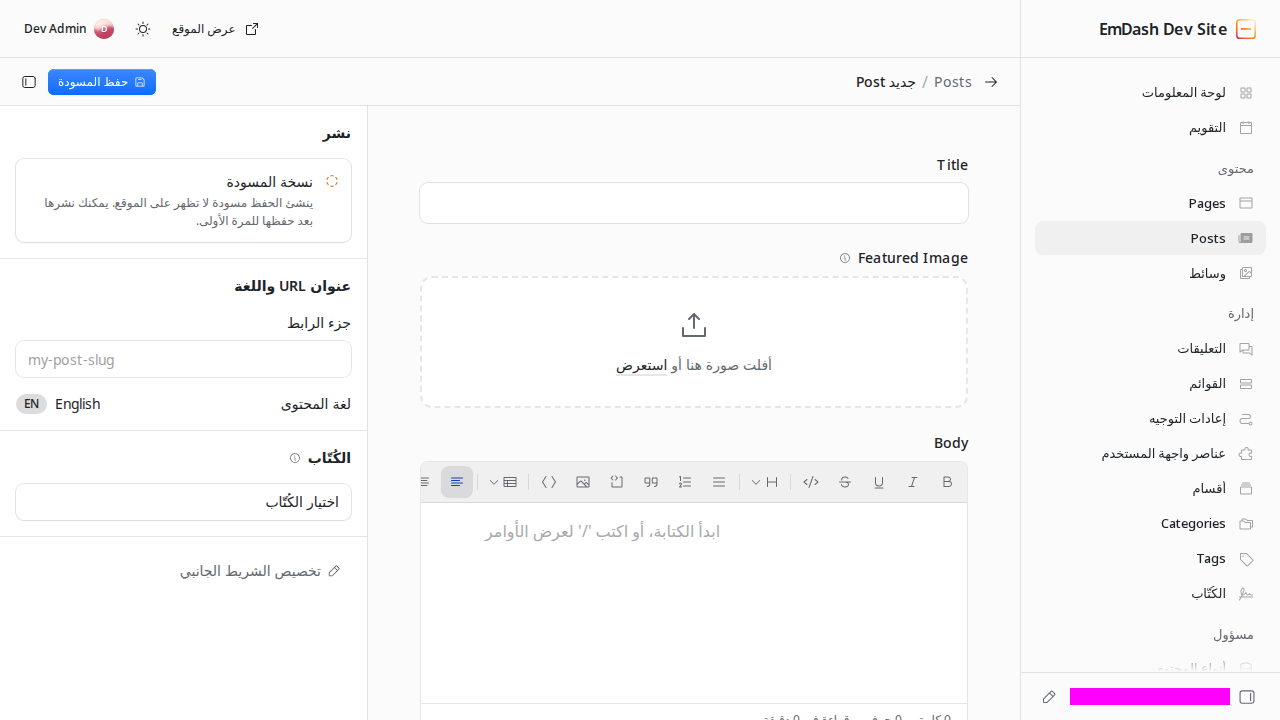 EmDash Dev Site
عرض الموقع
Dev Admin
لوحة المعلومات
التقويم
محتوى
Pages
Posts
وسائط
إدارة
التعليقات
القوائم
إعادات التوجيه
عناصر واجهة المستخدم
أقسام
Categories
Tags
الكُتّاب
مسؤول
أنواع المحتوى
Posts / جديد Post
حفظ المسودة
Title
Featured Image
أفلت صورة هنا أو استعرض
Body
ابدأ الكتابة، أو اكتب '/' لعرض الأوامر
نشر
نسخة المسودة
ينشئ الحفظ مسودة لا تظهر على الموقع. يمكنك نشرها
بعد حفظها للمرة الأولى.
عنوان URL واللغة
جزء الرابط
my-post-slug
لغة المحتوى
English EN
الكُتّاب
اختيار الكُتّاب
تخصيص الشريط الجانبي